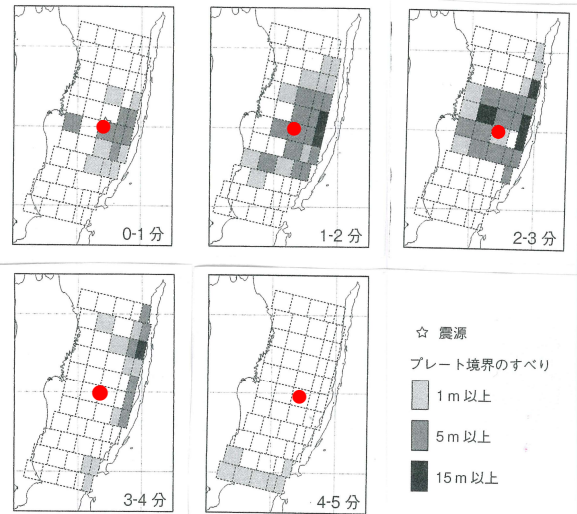 0-1 分
1-2 分
2-3 分
3-4 分
4-5 分
☆ 震源
プレート境界のすべり
1 m 以上
5 m 以上
15 m 以上